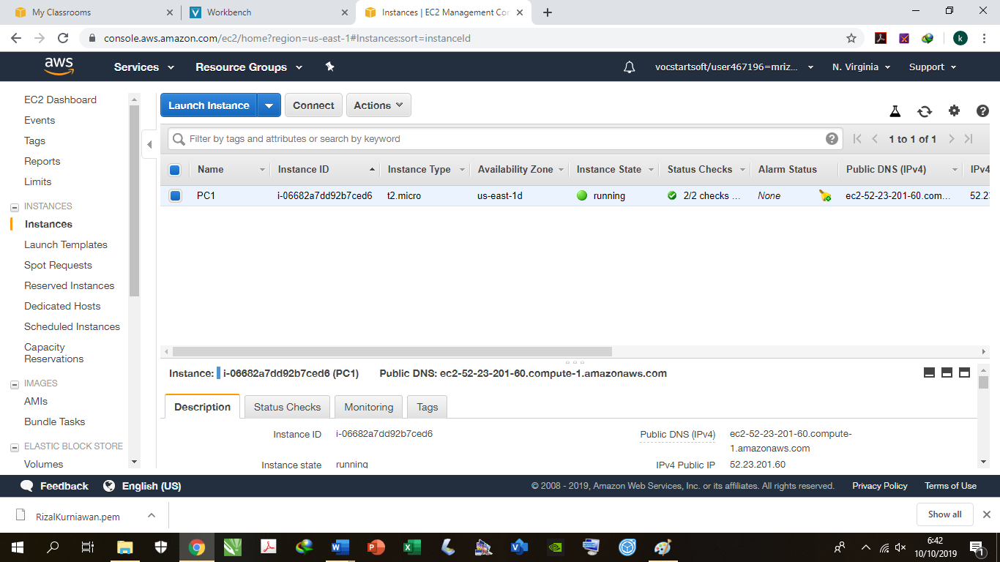 My Classrooms
Workbench
Instances | EC2 Management Con
console.aws.amazon.com/ec2/home?region=us-east-1#Instances:sort=instanceId
k
aws
Services
Resource Groups
vocstartsoft/user467196=mriz...
N. Virginia
Support
EC2 Dashboard
Events
Tags
Reports
Limits
INSTANCES
Instances
Launch Templates
Spot Requests
Reserved Instances
Dedicated Hosts
Scheduled Instances
Capacity
Reservations
IMAGES
AMIs
Bundle Tasks
ELASTIC BLOCK STORE
Volumes
Launch Instance
Connect
Actions
Filter by tags and attributes or search by keyword
1 to 1 of 1
Name Instance ID Instance Type Availability Zone Instance State Status Checks Alarm Status Public DNS (IPv4) IPv4
PC1 i-06682a7dd92b7ced6 t2.micro us-east-1d running 2/2 checks ... None ec2-52-23-201-60.com... 52.23
Instance: i-06682a7dd92b7ced6 (PC1) Public DNS: ec2-52-23-201-60.compute-1.amazonaws.com
Description Status Checks Monitoring Tags
Instance ID i-06682a7dd92b7ced6
Public DNS (IPv4) ec2-52-23-201-60.compute-
1.amazonaws.com
Instance state running
IPv4 Public IP 52.23.201.60
Feedback
English (US)
© 2008 - 2019, Amazon Web Services, Inc. or its affiliates. All rights reserved.
Privacy Policy
Terms of Use
RizalKurniawan.pem
Show all
6:42
10/10/2019
1